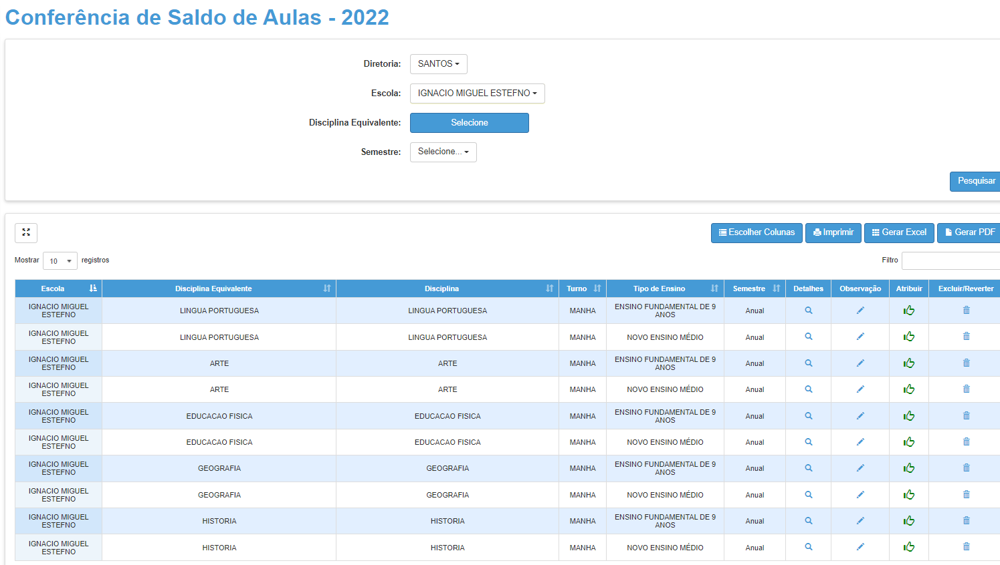 Conferência de Saldo de Aulas - 2022
Diretoria: SANTOS
Escola: IGNACIO MIGUEL ESTEFNO
Disciplina Equivalente: Selecione
Semestre: Selecione...
Pesquisar
Escolher Colunas Imprimir Gerar Excel Gerar PDF
Mostrar 10 registros Filtro
Escola Disciplina Equivalente Disciplina Turno Tipo de Ensino Semestre Detalhes Observação Atribuir Excluir/Reverter
IGNACIO MIGUEL ESTEFNO LINGUA PORTUGUESA LINGUA PORTUGUESA MANHA ENSINO FUNDAMENTAL DE 9 ANOS Anual
IGNACIO MIGUEL ESTEFNO LINGUA PORTUGUESA LINGUA PORTUGUESA MANHA NOVO ENSINO MÉDIO Anual
IGNACIO MIGUEL ESTEFNO ARTE ARTE MANHA ENSINO FUNDAMENTAL DE 9 ANOS Anual
IGNACIO MIGUEL ESTEFNO ARTE ARTE MANHA NOVO ENSINO MÉDIO Anual
IGNACIO MIGUEL ESTEFNO EDUCACAO FISICA EDUCACAO FISICA MANHA ENSINO FUNDAMENTAL DE 9 ANOS Anual
IGNACIO MIGUEL ESTEFNO EDUCACAO FISICA EDUCACAO FISICA MANHA NOVO ENSINO MÉDIO Anual
IGNACIO MIGUEL ESTEFNO GEOGRAFIA GEOGRAFIA MANHA ENSINO FUNDAMENTAL DE 9 ANOS Anual
IGNACIO MIGUEL ESTEFNO GEOGRAFIA GEOGRAFIA MANHA NOVO ENSINO MÉDIO Anual
IGNACIO MIGUEL ESTEFNO HISTORIA HISTORIA MANHA ENSINO FUNDAMENTAL DE 9 ANOS Anual
IGNACIO MIGUEL ESTEFNO HISTORIA HISTORIA MANHA NOVO ENSINO MÉDIO Anual